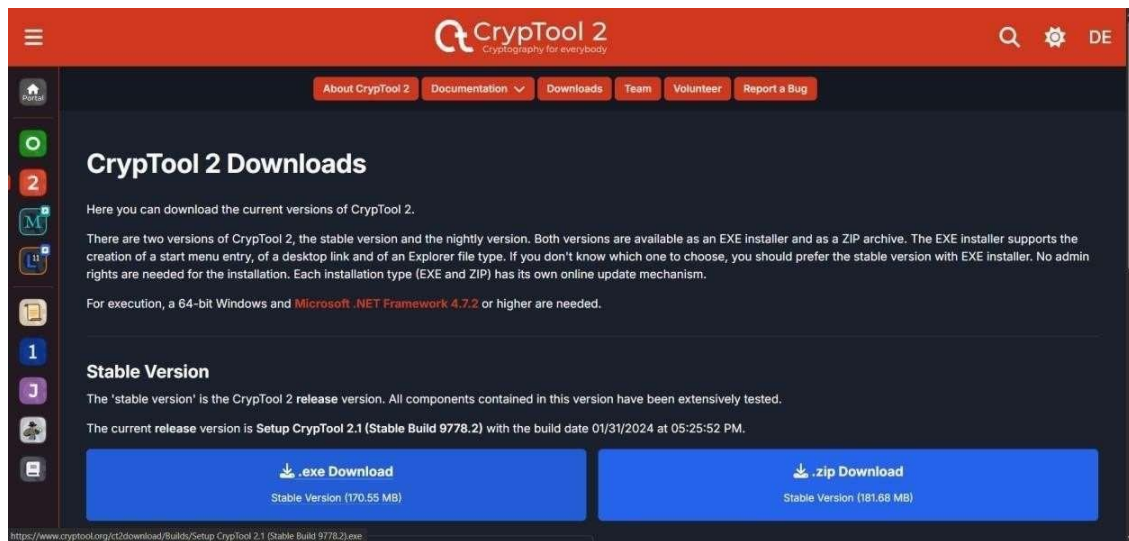 CrypTool 2
Cryptography for everybody
DE
Portal
About CrypTool 2 Documentation Downloads Team Volunteer Report a Bug
2
CrypTool 2 Downloads
Here you can download the current versions of CrypTool 2.
M
There are two versions of CrypTool 2, the stable version and the nightly version. Both versions are available as an EXE installer and as a ZIP archive. The EXE installer supports the
creation of a start menu entry, of a desktop link and of an Explorer file type. If you don't know which one to choose, you should prefer the stable version with EXE installer. No admin
rights are needed for the installation. Each installation type (EXE and ZIP) has its own online update mechanism.
L11
For execution, a 64-bit Windows and Microsoft .NET Framework 4.7.2 or higher are needed.
1
Stable Version
J
The 'stable version' is the CrypTool 2 release version. All components contained in this version have been extensively tested.
The current release version is Setup CrypTool 2.1 (Stable Build 9778.2) with the build date 01/31/2024 at 05:25:52 PM.
.exe Download
Stable Version (170.55 MB)
.zip Download
Stable Version (181.68 MB)
https://www.cryptool.org/ct2download/Builds/Setup CrypTool 2.1 (Stable Build 9778.2).exe